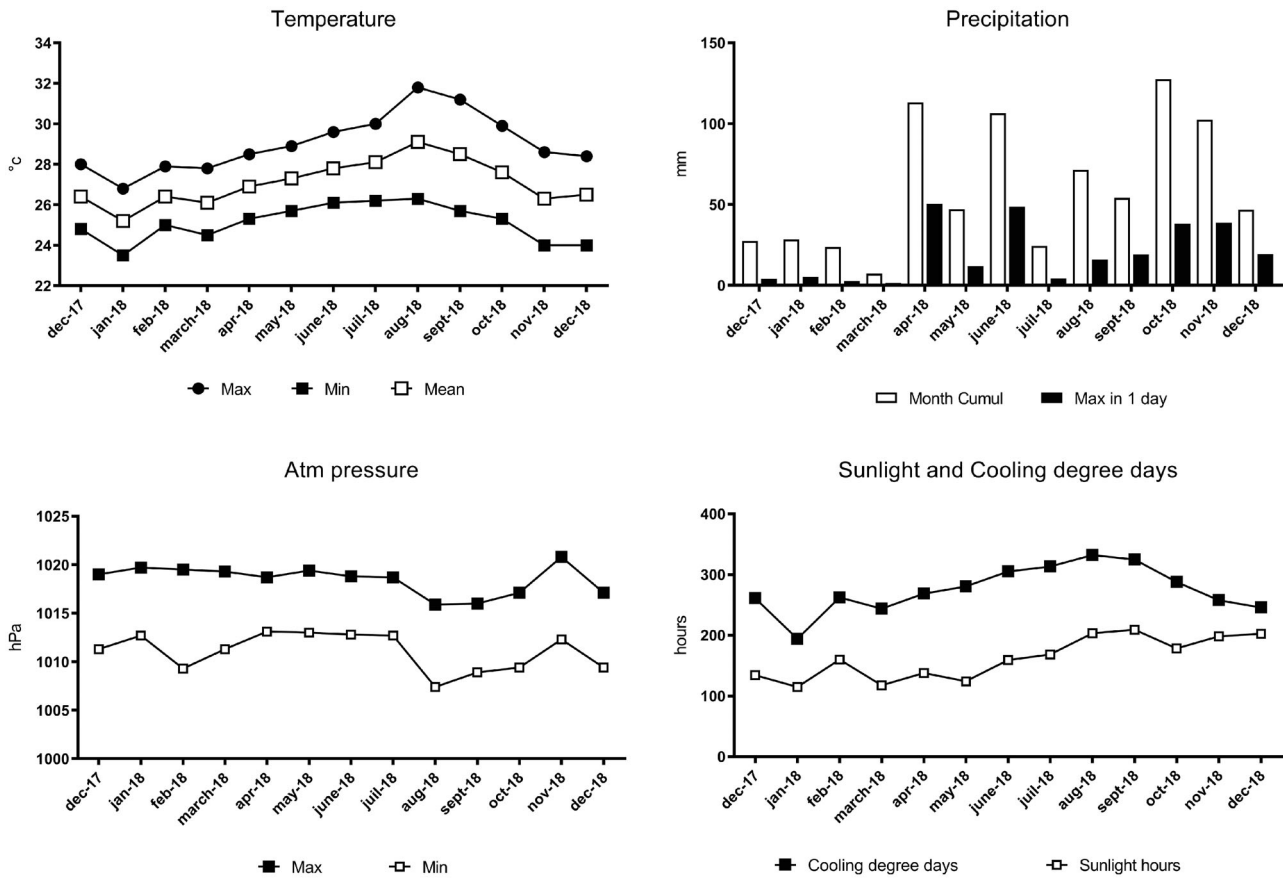 Temperature
34
32
30
28
26
24
22
°c
dec-17
jan-18
feb-18
march-18
apr-18
may-18
june-18
juil-18
aug-18
sept-18
oct-18
nov-18
dec-18
Max
Min
Mean
Precipitation
150
100
50
0
mm
dec-17
jan-18
feb-18
march-18
apr-18
may-18
june-18
juil-18
aug-18
sept-18
oct-18
nov-18
dec-18
Month Cumul
Max in 1 day
Atm pressure
1025
1020
1015
1010
1005
1000
hPa
dec-17
jan-18
feb-18
march-18
apr-18
may-18
june-18
juil-18
aug-18
sept-18
oct-18
nov-18
dec-18
Max
Min
Sunlight and Cooling degree days
400
300
200
100
0
hours
dec-17
jan-18
feb-18
march-18
apr-18
may-18
june-18
juil-18
aug-18
sept-18
oct-18
nov-18
dec-18
Cooling degree days
Sunlight hours